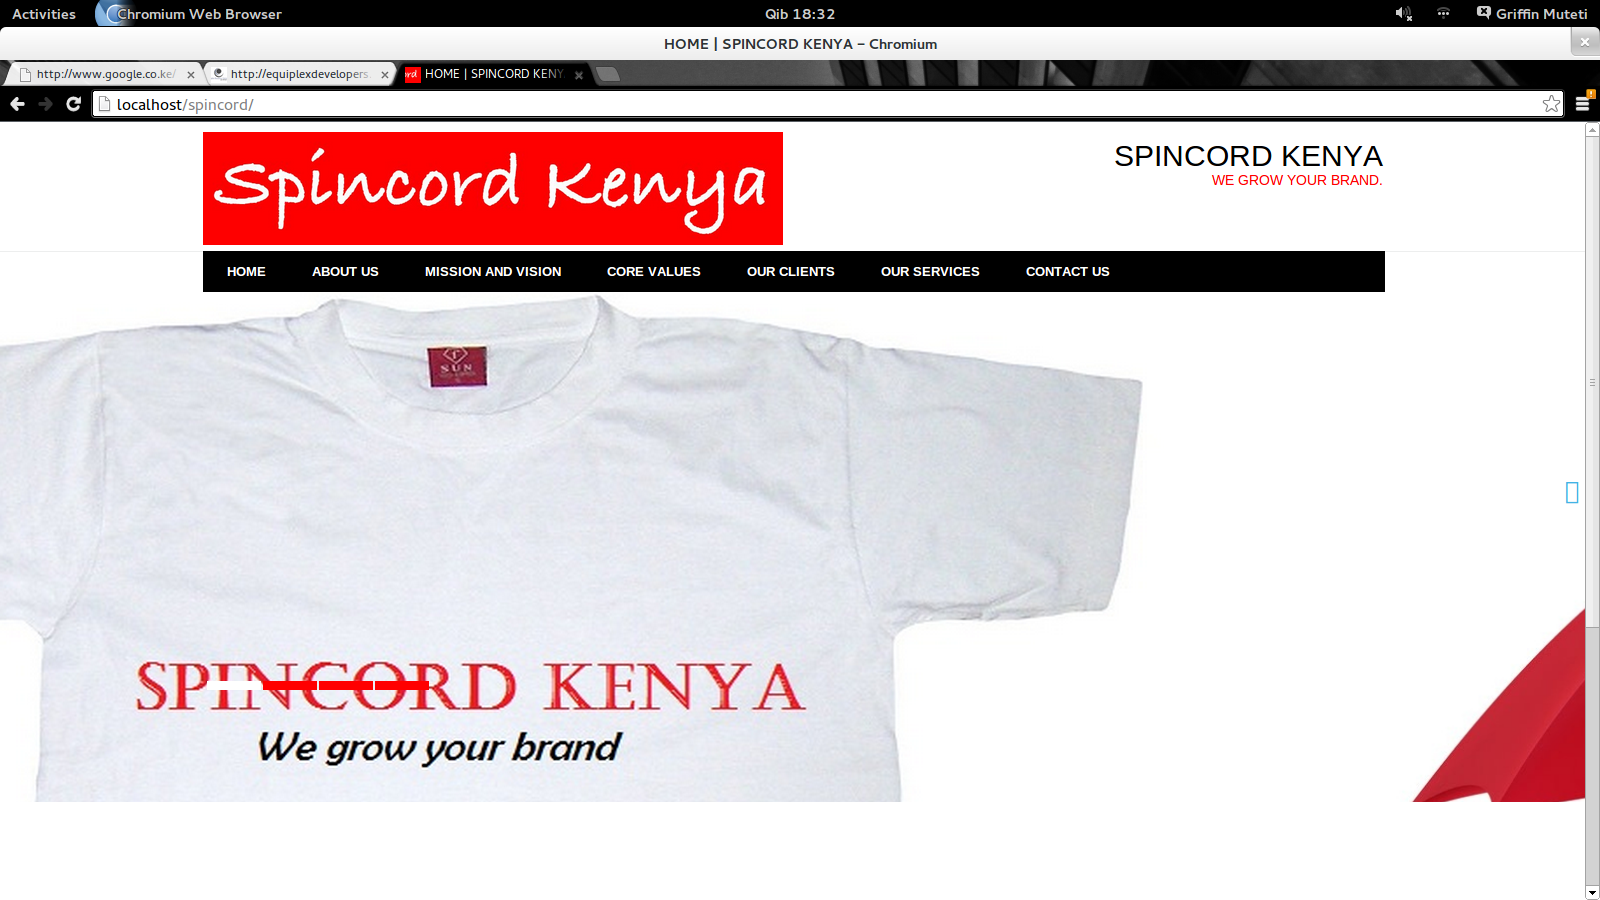 Activities
Chromium Web Browser
Qib 18:32
Griffin Muteti
HOME | SPINCORD KENYA – Chromium
http://www.google.co.ke/
http://equiplexdevelopers.
HOME | SPINCORD KENY
localhost/spincord/
Spincord Kenya
SPINCORD KENYA
WE GROW YOUR BRAND.
HOME
ABOUT US
MISSION AND VISION
CORE VALUES
OUR CLIENTS
OUR SERVICES
CONTACT US
SUN
SPINCORD KENYA
We grow your brand